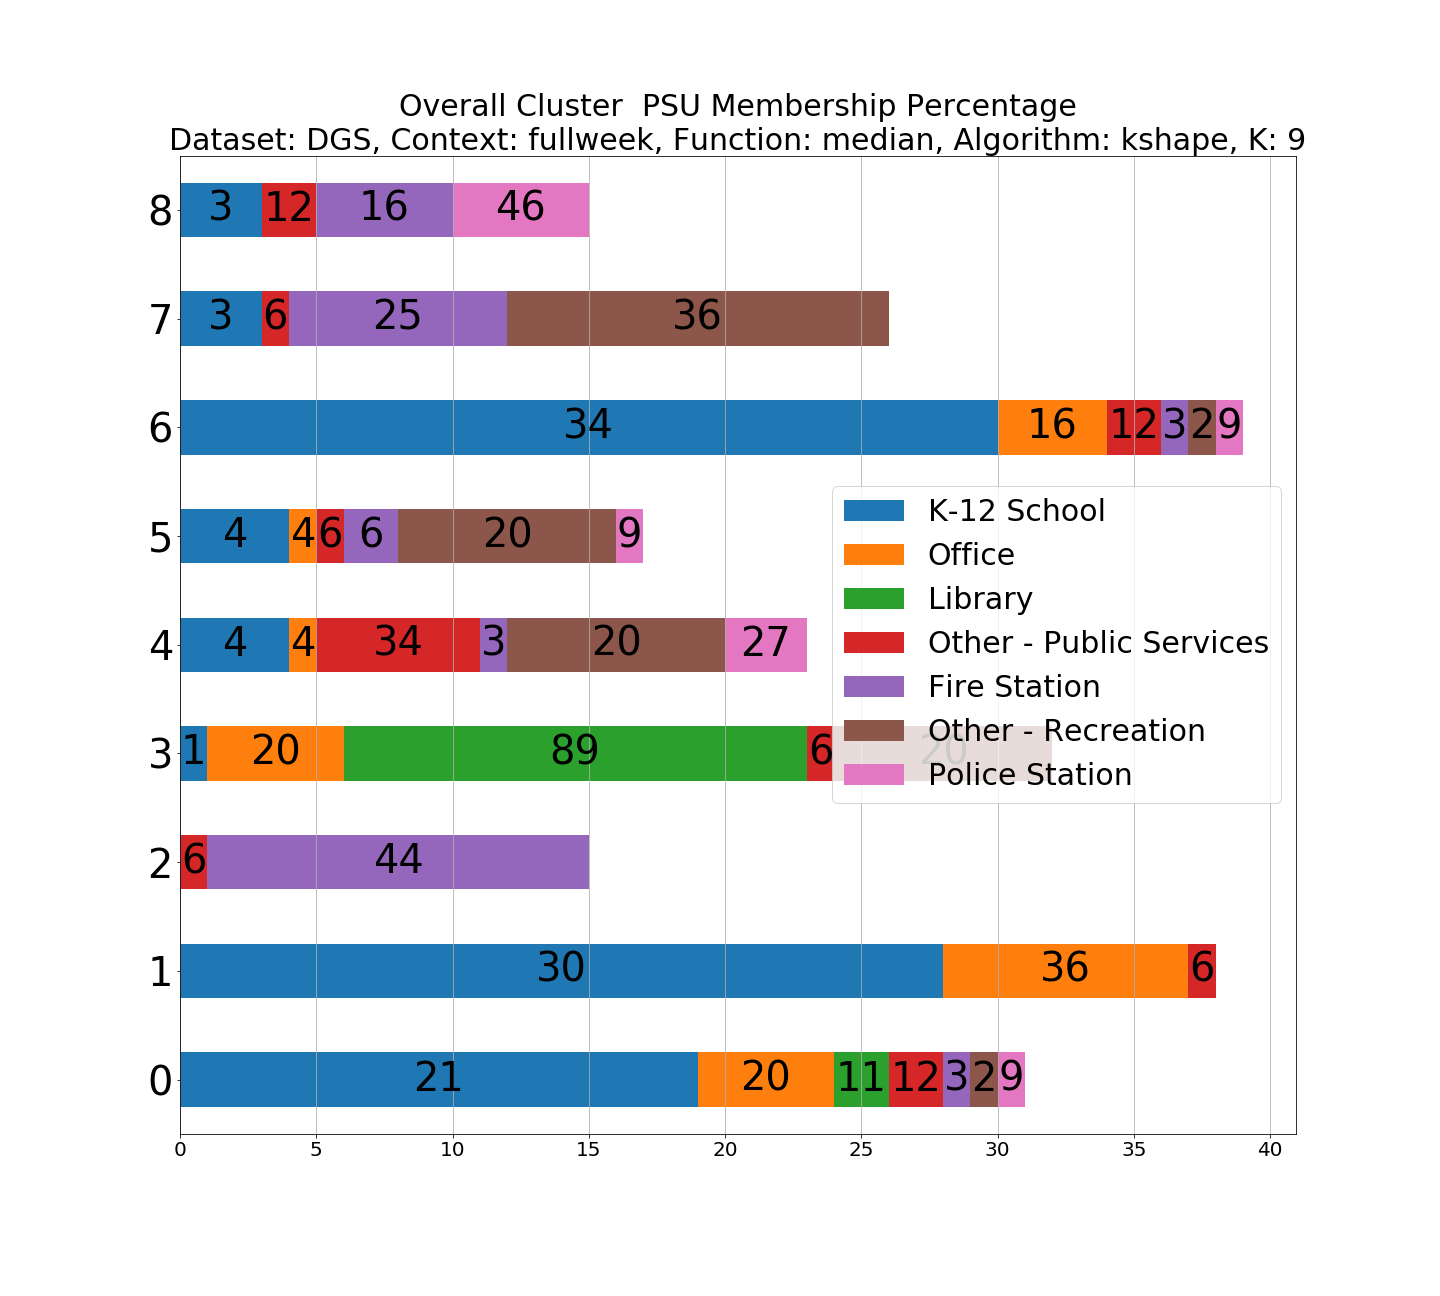 Overall Cluster  PSU Membership Percentage
Dataset: DGS, Context: fullweek, Function: median, Algorithm: kshape, K: 9
8 3 12 16 46
7 3 6 25 36
6 34 16 12 3 2 9
5 4 4 6 6 20 9
4 4 4 34 3 20 27
3 1 20 89 6 20
2 6 44
1 30 36 6
0 21 20 11 12 3 2 9
0 5 10 15 20 25 30 35 40
K-12 School
Office
Library
Other - Public Services
Fire Station
Other - Recreation
Police Station